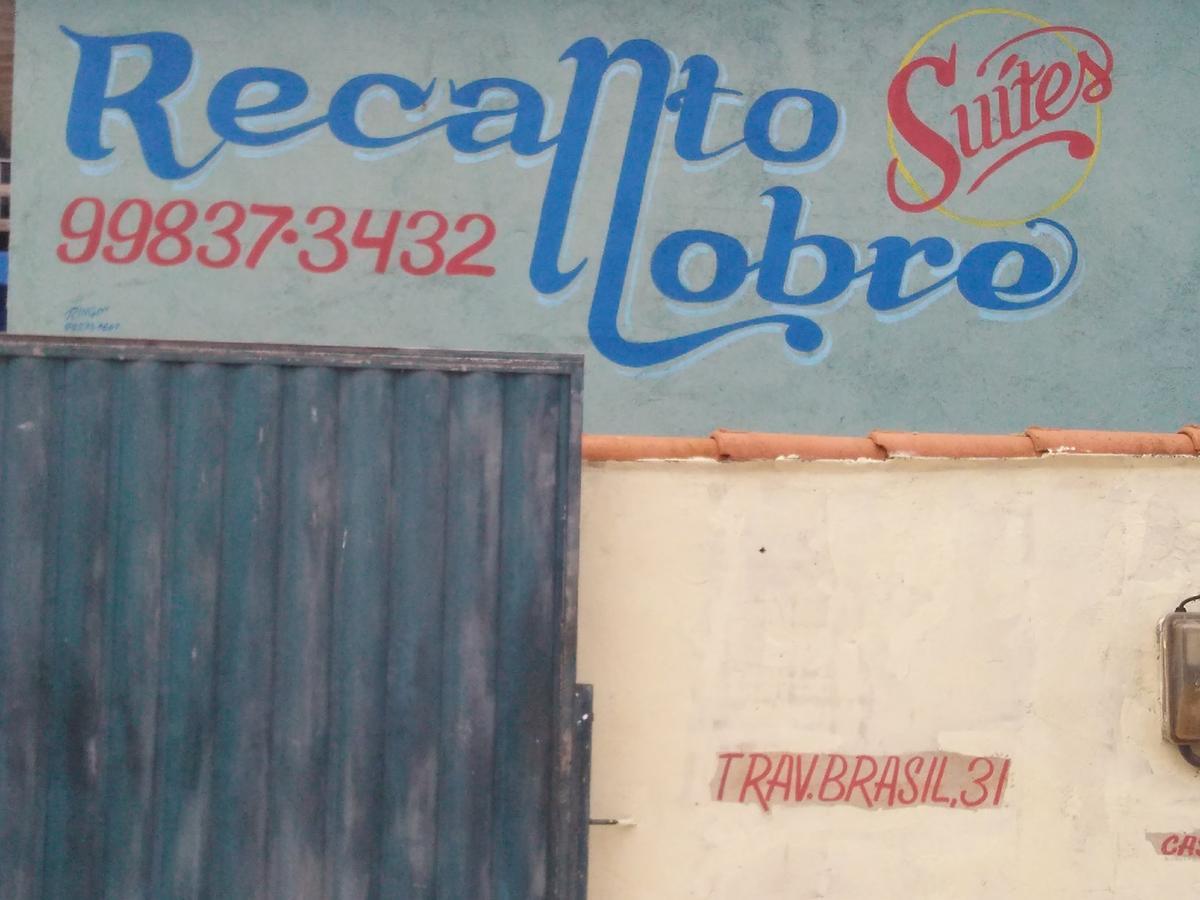 Recanto
Suítes
99837·3432
Nobre
TRAV. BRASIL, 31